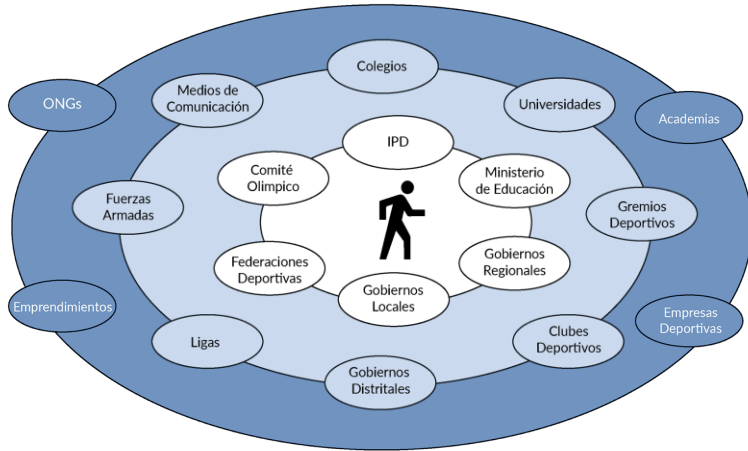 Colegios
Medios de
Comunicación
Universidades
ONGs
Academias
IPD
Comité
Olimpico
Ministerio
de Educación
Fuerzas
Armadas
Gremios
Deportivos
Federaciones
Deportivas
Gobiernos
Regionales
Gobiernos
Locales
Emprendimientos
Empresas
Deportivas
Ligas
Clubes
Deportivos
Gobiernos
Distritales